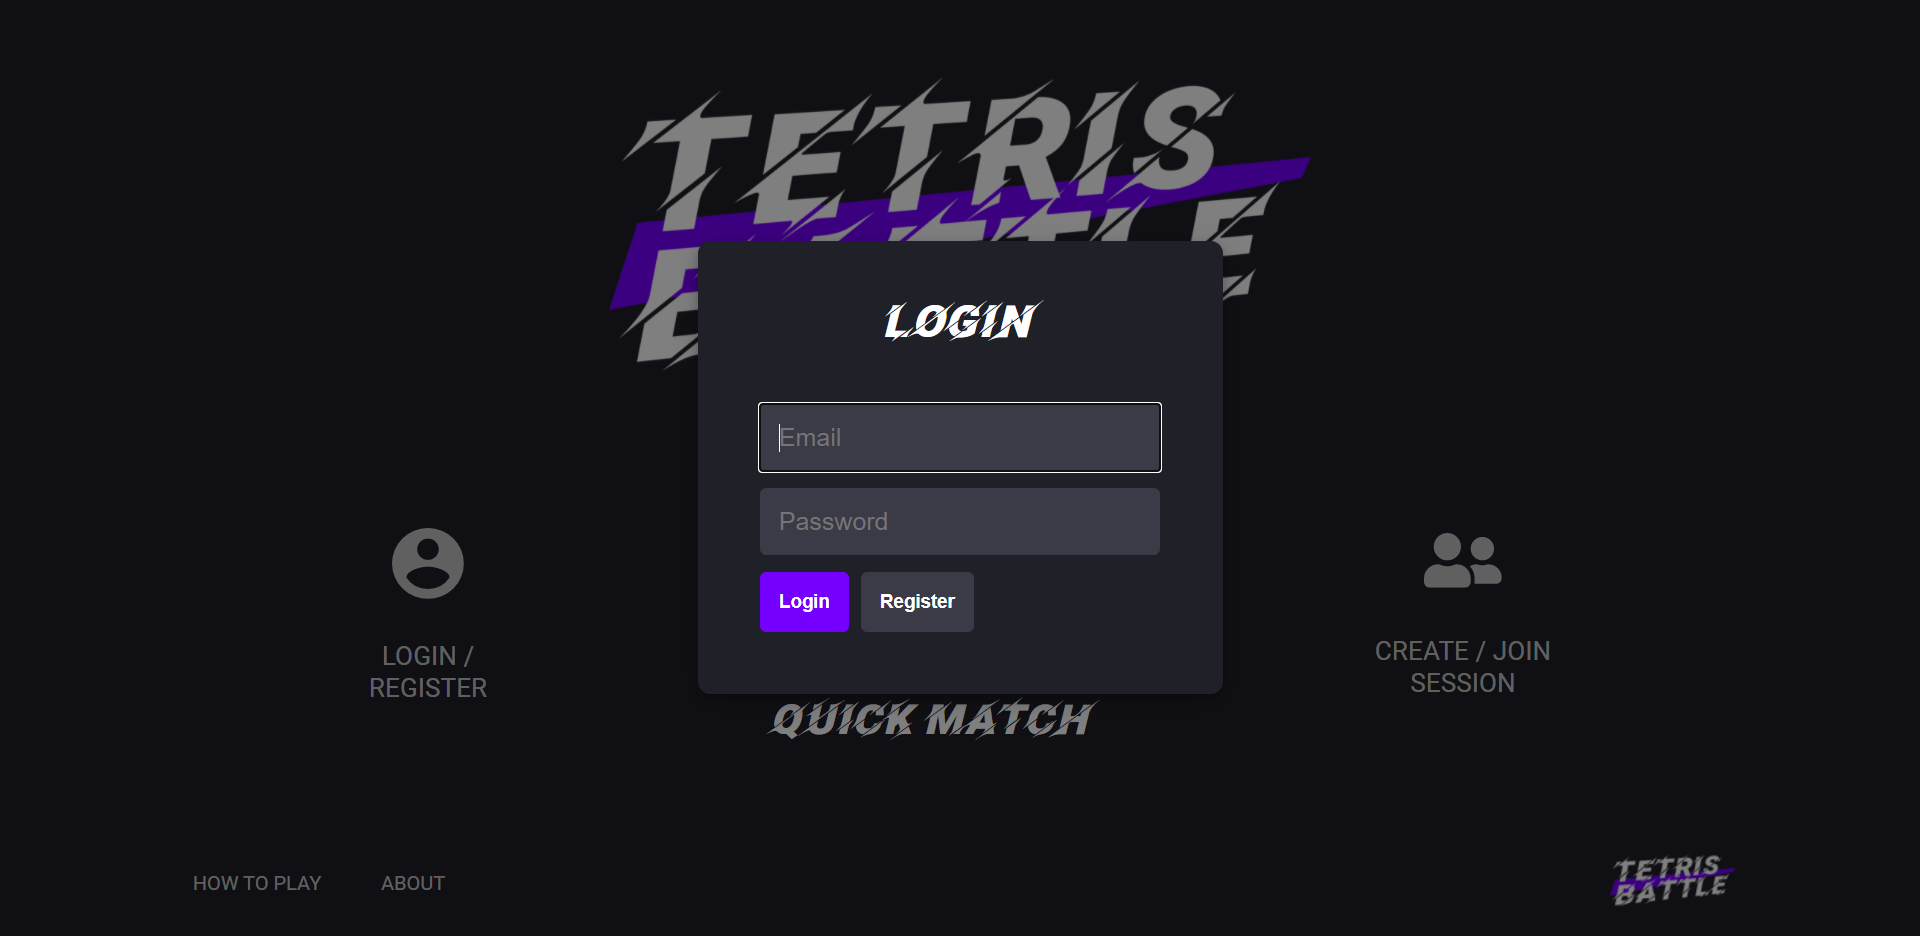 TETRIS
LOGIN
Email
Password
Login
Register
LOGIN /
REGISTER
CREATE / JOIN
SESSION
QUICK MATCH
HOW TO PLAY
ABOUT
TETRIS
BATTLE